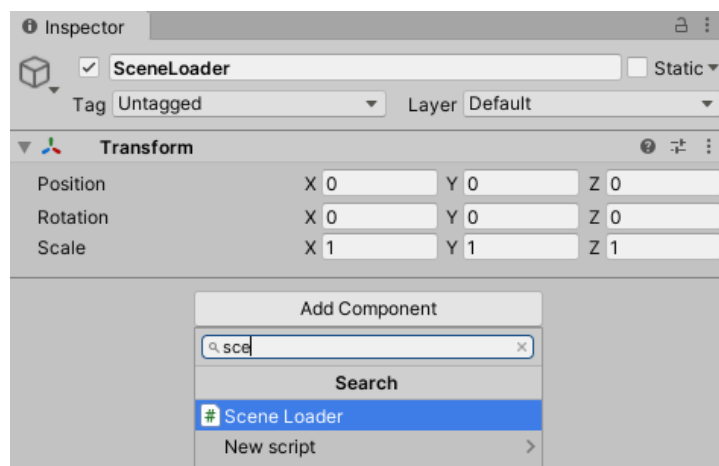 Inspector
SceneLoader Static
Tag Untagged Layer Default
Transform
Position X 0 Y 0 Z 0
Rotation X 0 Y 0 Z 0
Scale X 1 Y 1 Z 1
Add Component
sce
Search
# Scene Loader
New script